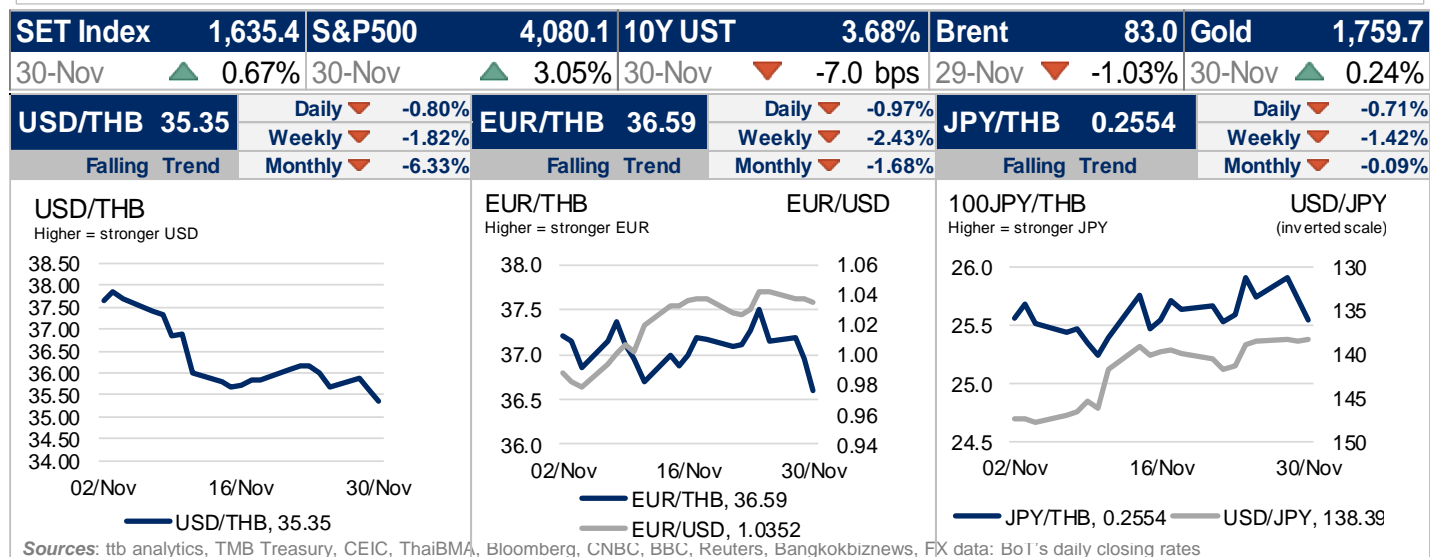 SET Index 1,635.4 S&P500 4,080.1 10Y UST 3.68% Brent 83.0 Gold 1,759.7
30-Nov 0.67% 30-Nov 3.05% 30-Nov -7.0 bps 29-Nov -1.03% 30-Nov 0.24%
USD/THB 35.35
Daily -0.80%
Weekly -1.82%
Falling Trend Monthly -6.33%
EUR/THB 36.59
Daily -0.97%
Weekly -2.43%
Falling Trend Monthly -1.68%
JPY/THB 0.2554
Daily -0.71%
Weekly -1.42%
Falling Trend Monthly -0.09%
USD/THB
Higher = stronger USD
38.50
38.00
37.50
37.00
36.50
36.00
35.50
35.00
34.50
34.00
02/Nov 16/Nov 30/Nov
USD/THB, 35.35
EUR/THB EUR/USD
Higher = stronger EUR
38.0
37.5
37.0
36.5
36.0
1.06
1.04
1.02
1.00
0.98
0.96
0.94
02/Nov 16/Nov 30/Nov
EUR/THB, 36.59
EUR/USD, 1.0352
100JPY/THB USD/JPY
Higher = stronger JPY (inverted scale)
26.0
25.5
25.0
24.5
130
135
140
145
150
02/Nov 16/Nov 30/Nov
JPY/THB, 0.2554 USD/JPY, 138.39
Sources: ttb analytics, TMB Treasury, CEIC, ThaiBMA, Bloomberg, CNBC, BBC, Reuters, Bangkokbiznews, FX data: BoT's daily closing rates